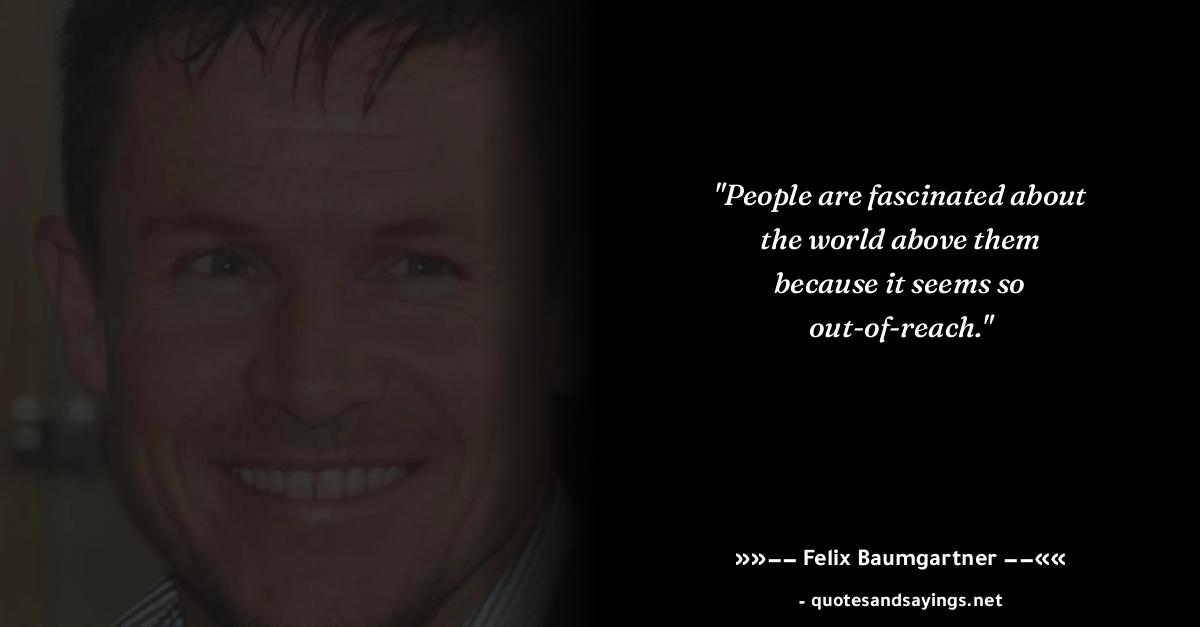 "People are fascinated about
the world above them
because it seems so
out-of-reach."
»»–– Felix Baumgartner ––««
- quotesandsayings.net